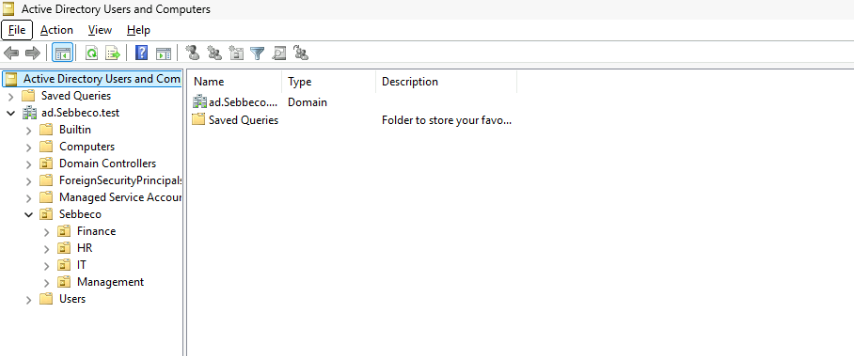 Active Directory Users and Computers
File Action View Help
Active Directory Users and Com
Saved Queries
ad.Sebbeco.test
Builtin
Computers
Domain Controllers
ForeignSecurityPrincipals
Managed Service Accour
Sebbeco
Finance
HR
IT
Management
Users
Name Type Description
ad.Sebbeco.... Domain
Saved Queries Folder to store your favo...